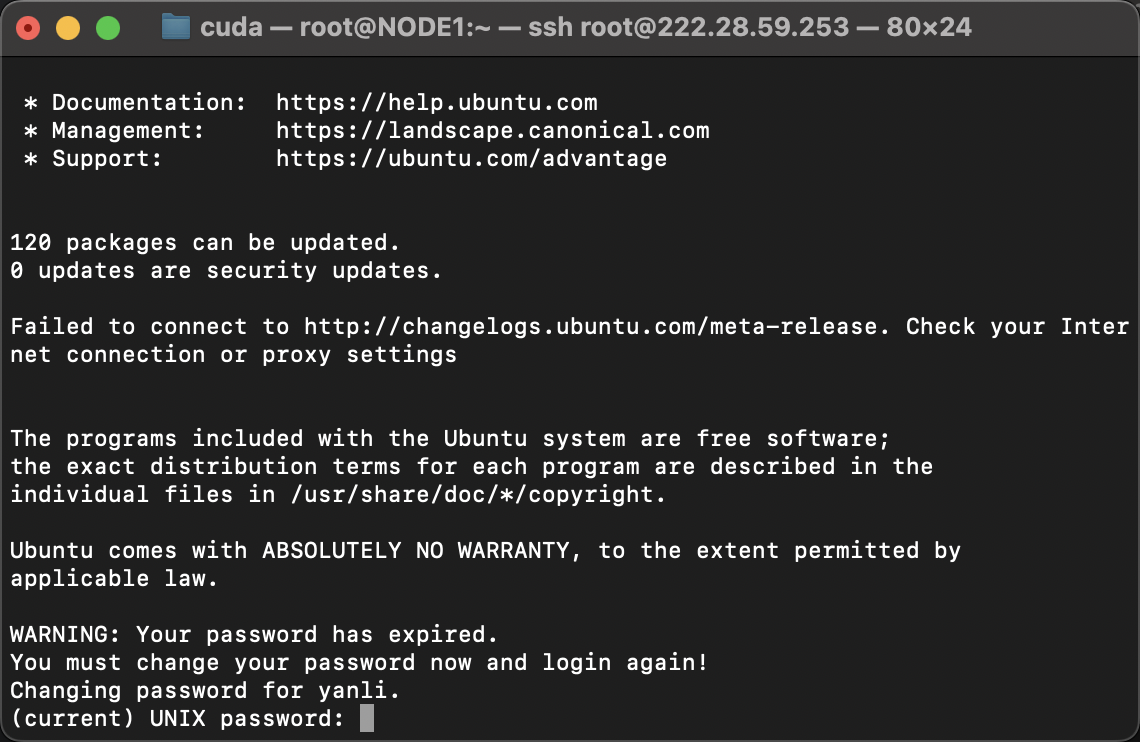 cuda — root@NODE1:~ — ssh root@222.28.59.253 — 80×24
* Documentation:  https://help.ubuntu.com
* Management:     https://landscape.canonical.com
* Support:        https://ubuntu.com/advantage
120 packages can be updated.
0 updates are security updates.
Failed to connect to http://changelogs.ubuntu.com/meta-release. Check your Inter
net connection or proxy settings
The programs included with the Ubuntu system are free software;
the exact distribution terms for each program are described in the
individual files in /usr/share/doc/*/copyright.
Ubuntu comes with ABSOLUTELY NO WARRANTY, to the extent permitted by
applicable law.
WARNING: Your password has expired.
You must change your password now and login again!
Changing password for yanli.
(current) UNIX password: